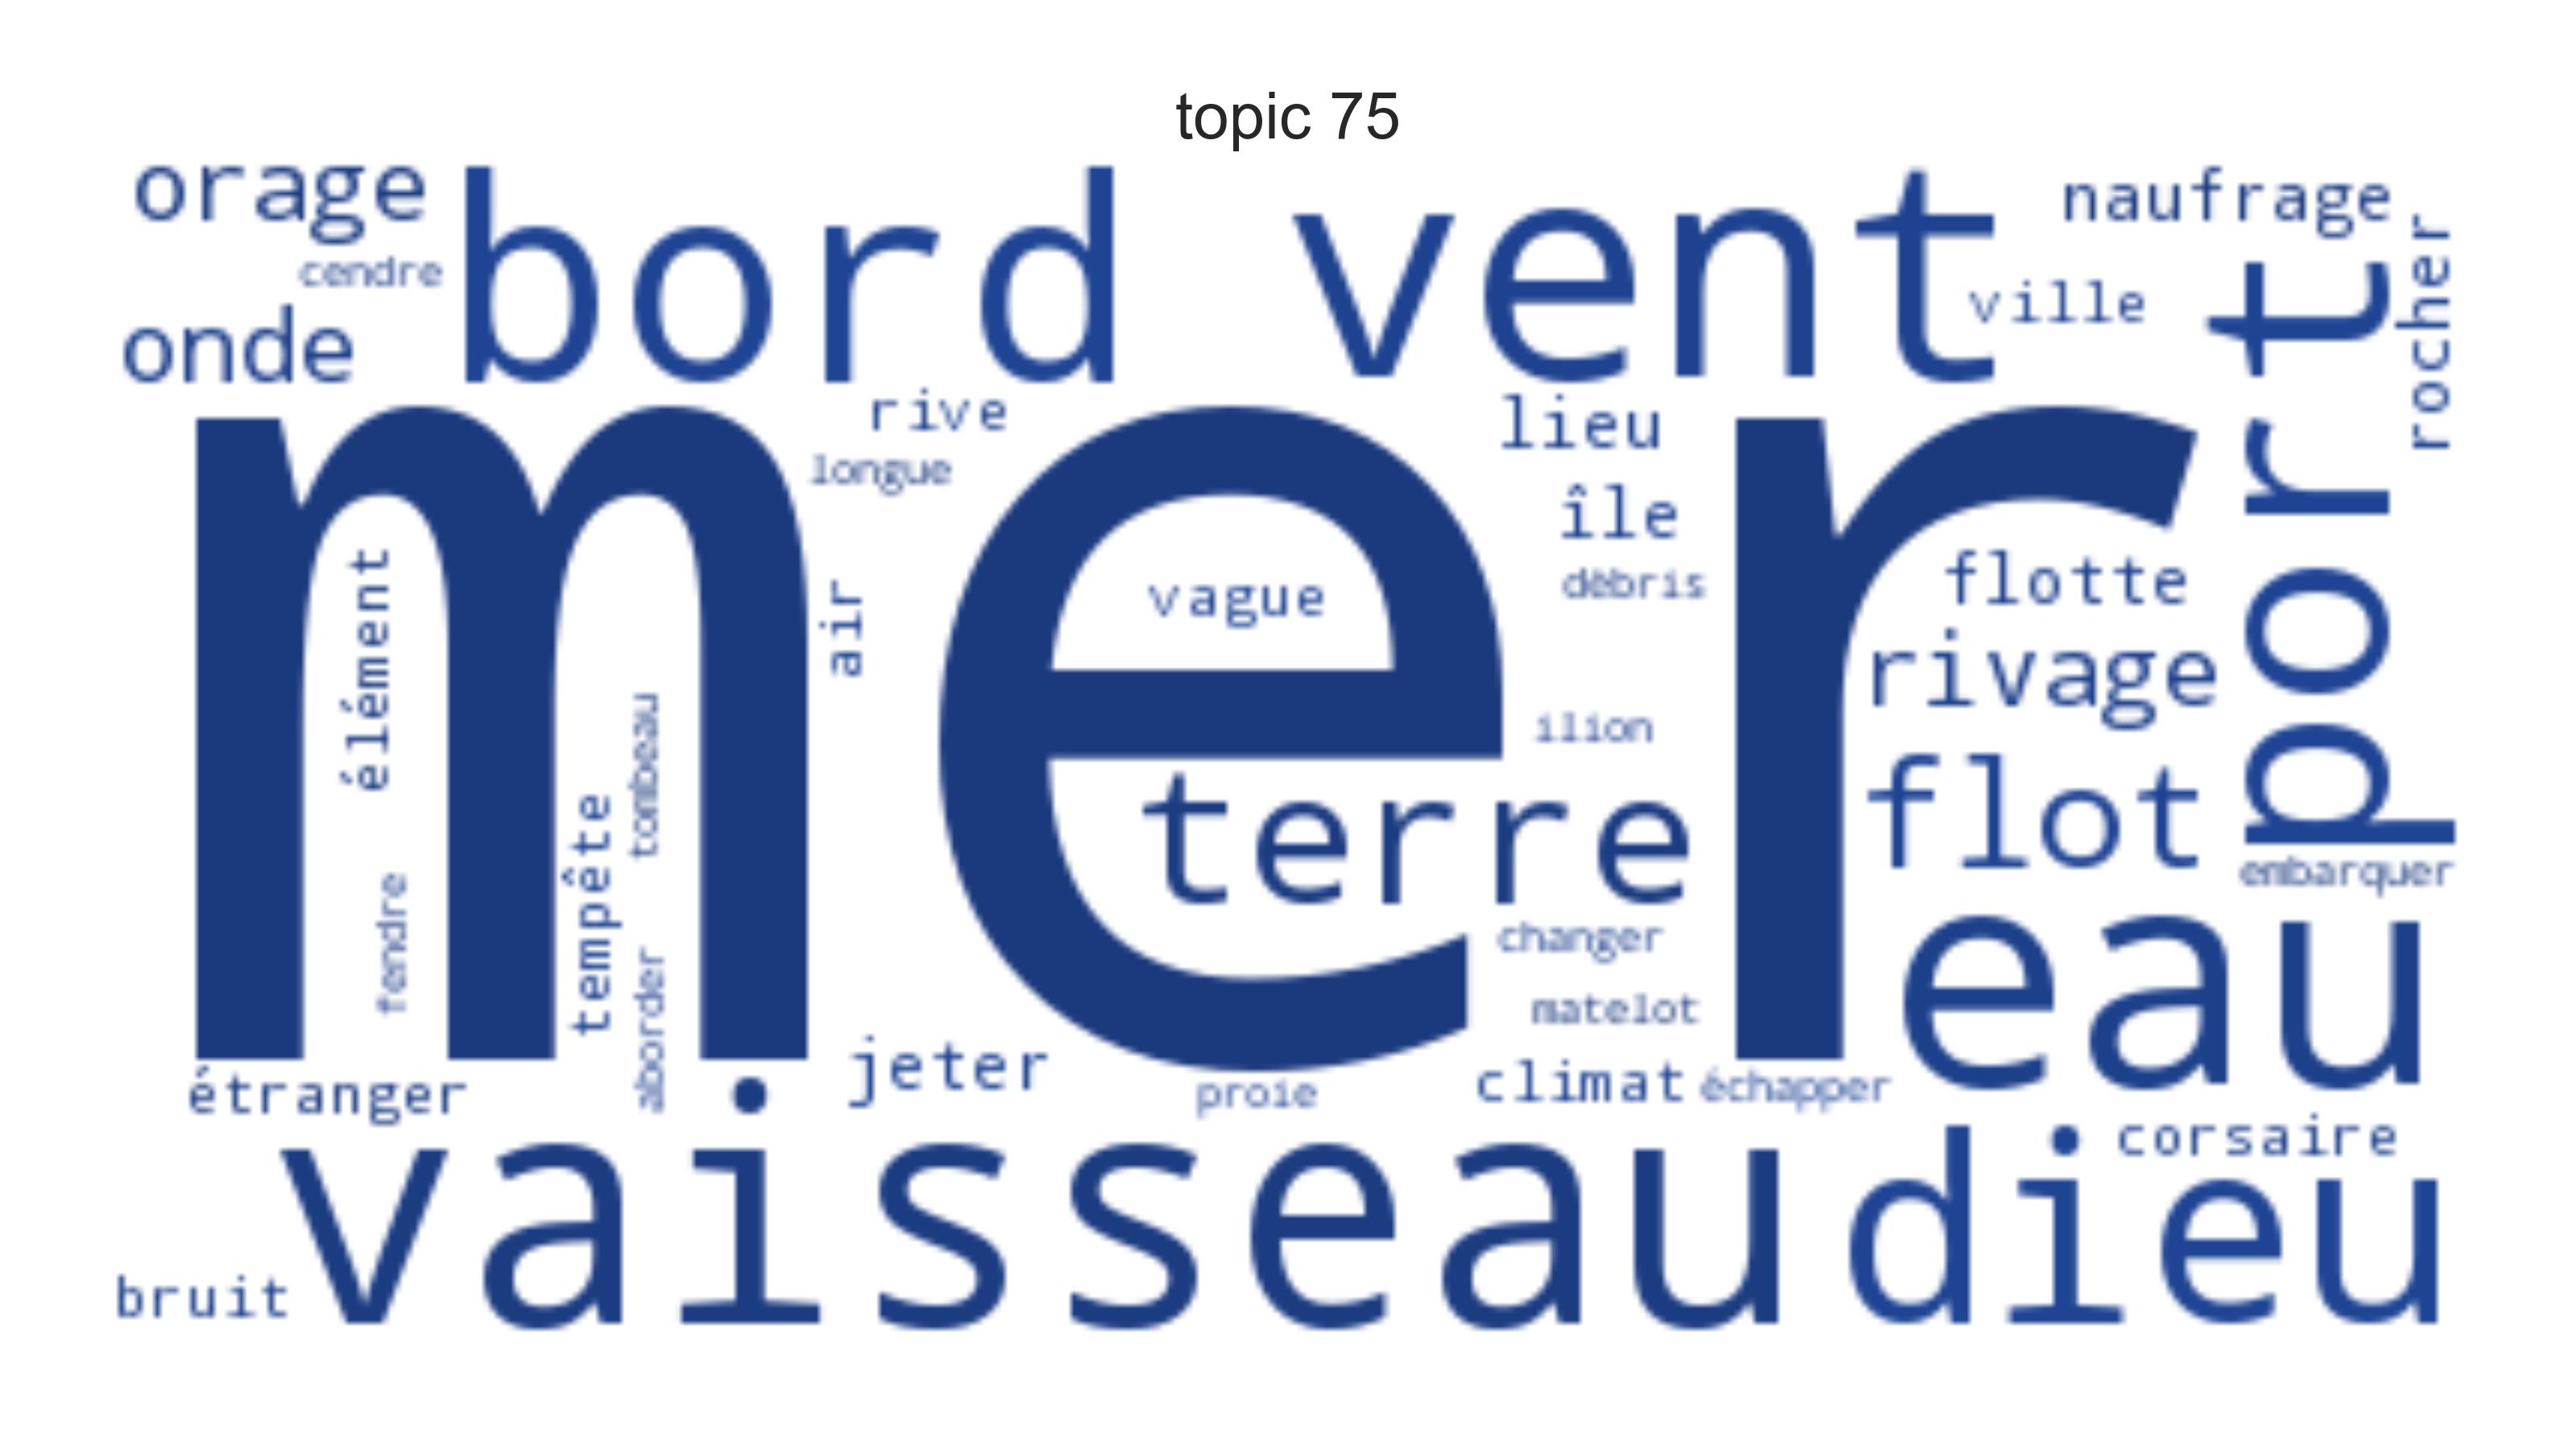 topic 75
orage
bord
vent
naufrage
cendre
ville
rocher
onde
port
rive
lieu
longue
mer
île
élément
air
vague
débris
flotte
rivage
tombeau
ilion
terre
flot
tempête
fendre
embarquer
changer
eau
aborder
matelot
jeter
étranger
proie
climat
échapper
corsaire
vaisseau
dieu
bruit